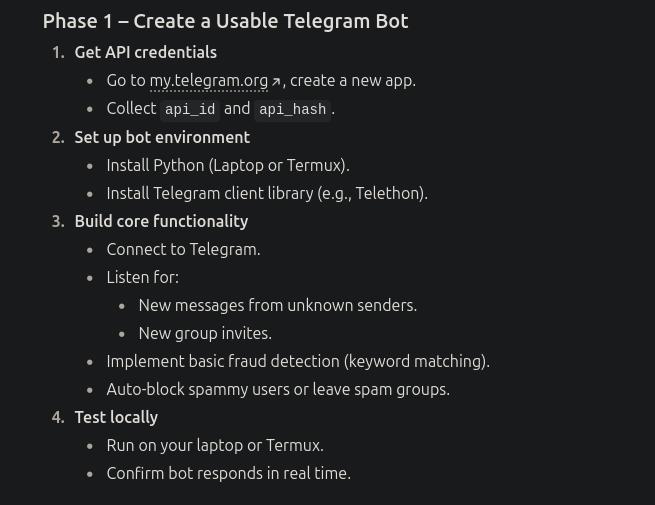 Phase 1 – Create a Usable Telegram Bot
1. Get API credentials
• Go to my.telegram.org↗, create a new app.
• Collect api_id and api_hash.
2. Set up bot environment
• Install Python (Laptop or Termux).
• Install Telegram client library (e.g., Telethon).
3. Build core functionality
• Connect to Telegram.
• Listen for:
• New messages from unknown senders.
• New group invites.
• Implement basic fraud detection (keyword matching).
• Auto-block spammy users or leave spam groups.
4. Test locally
• Run on your laptop or Termux.
• Confirm bot responds in real time.